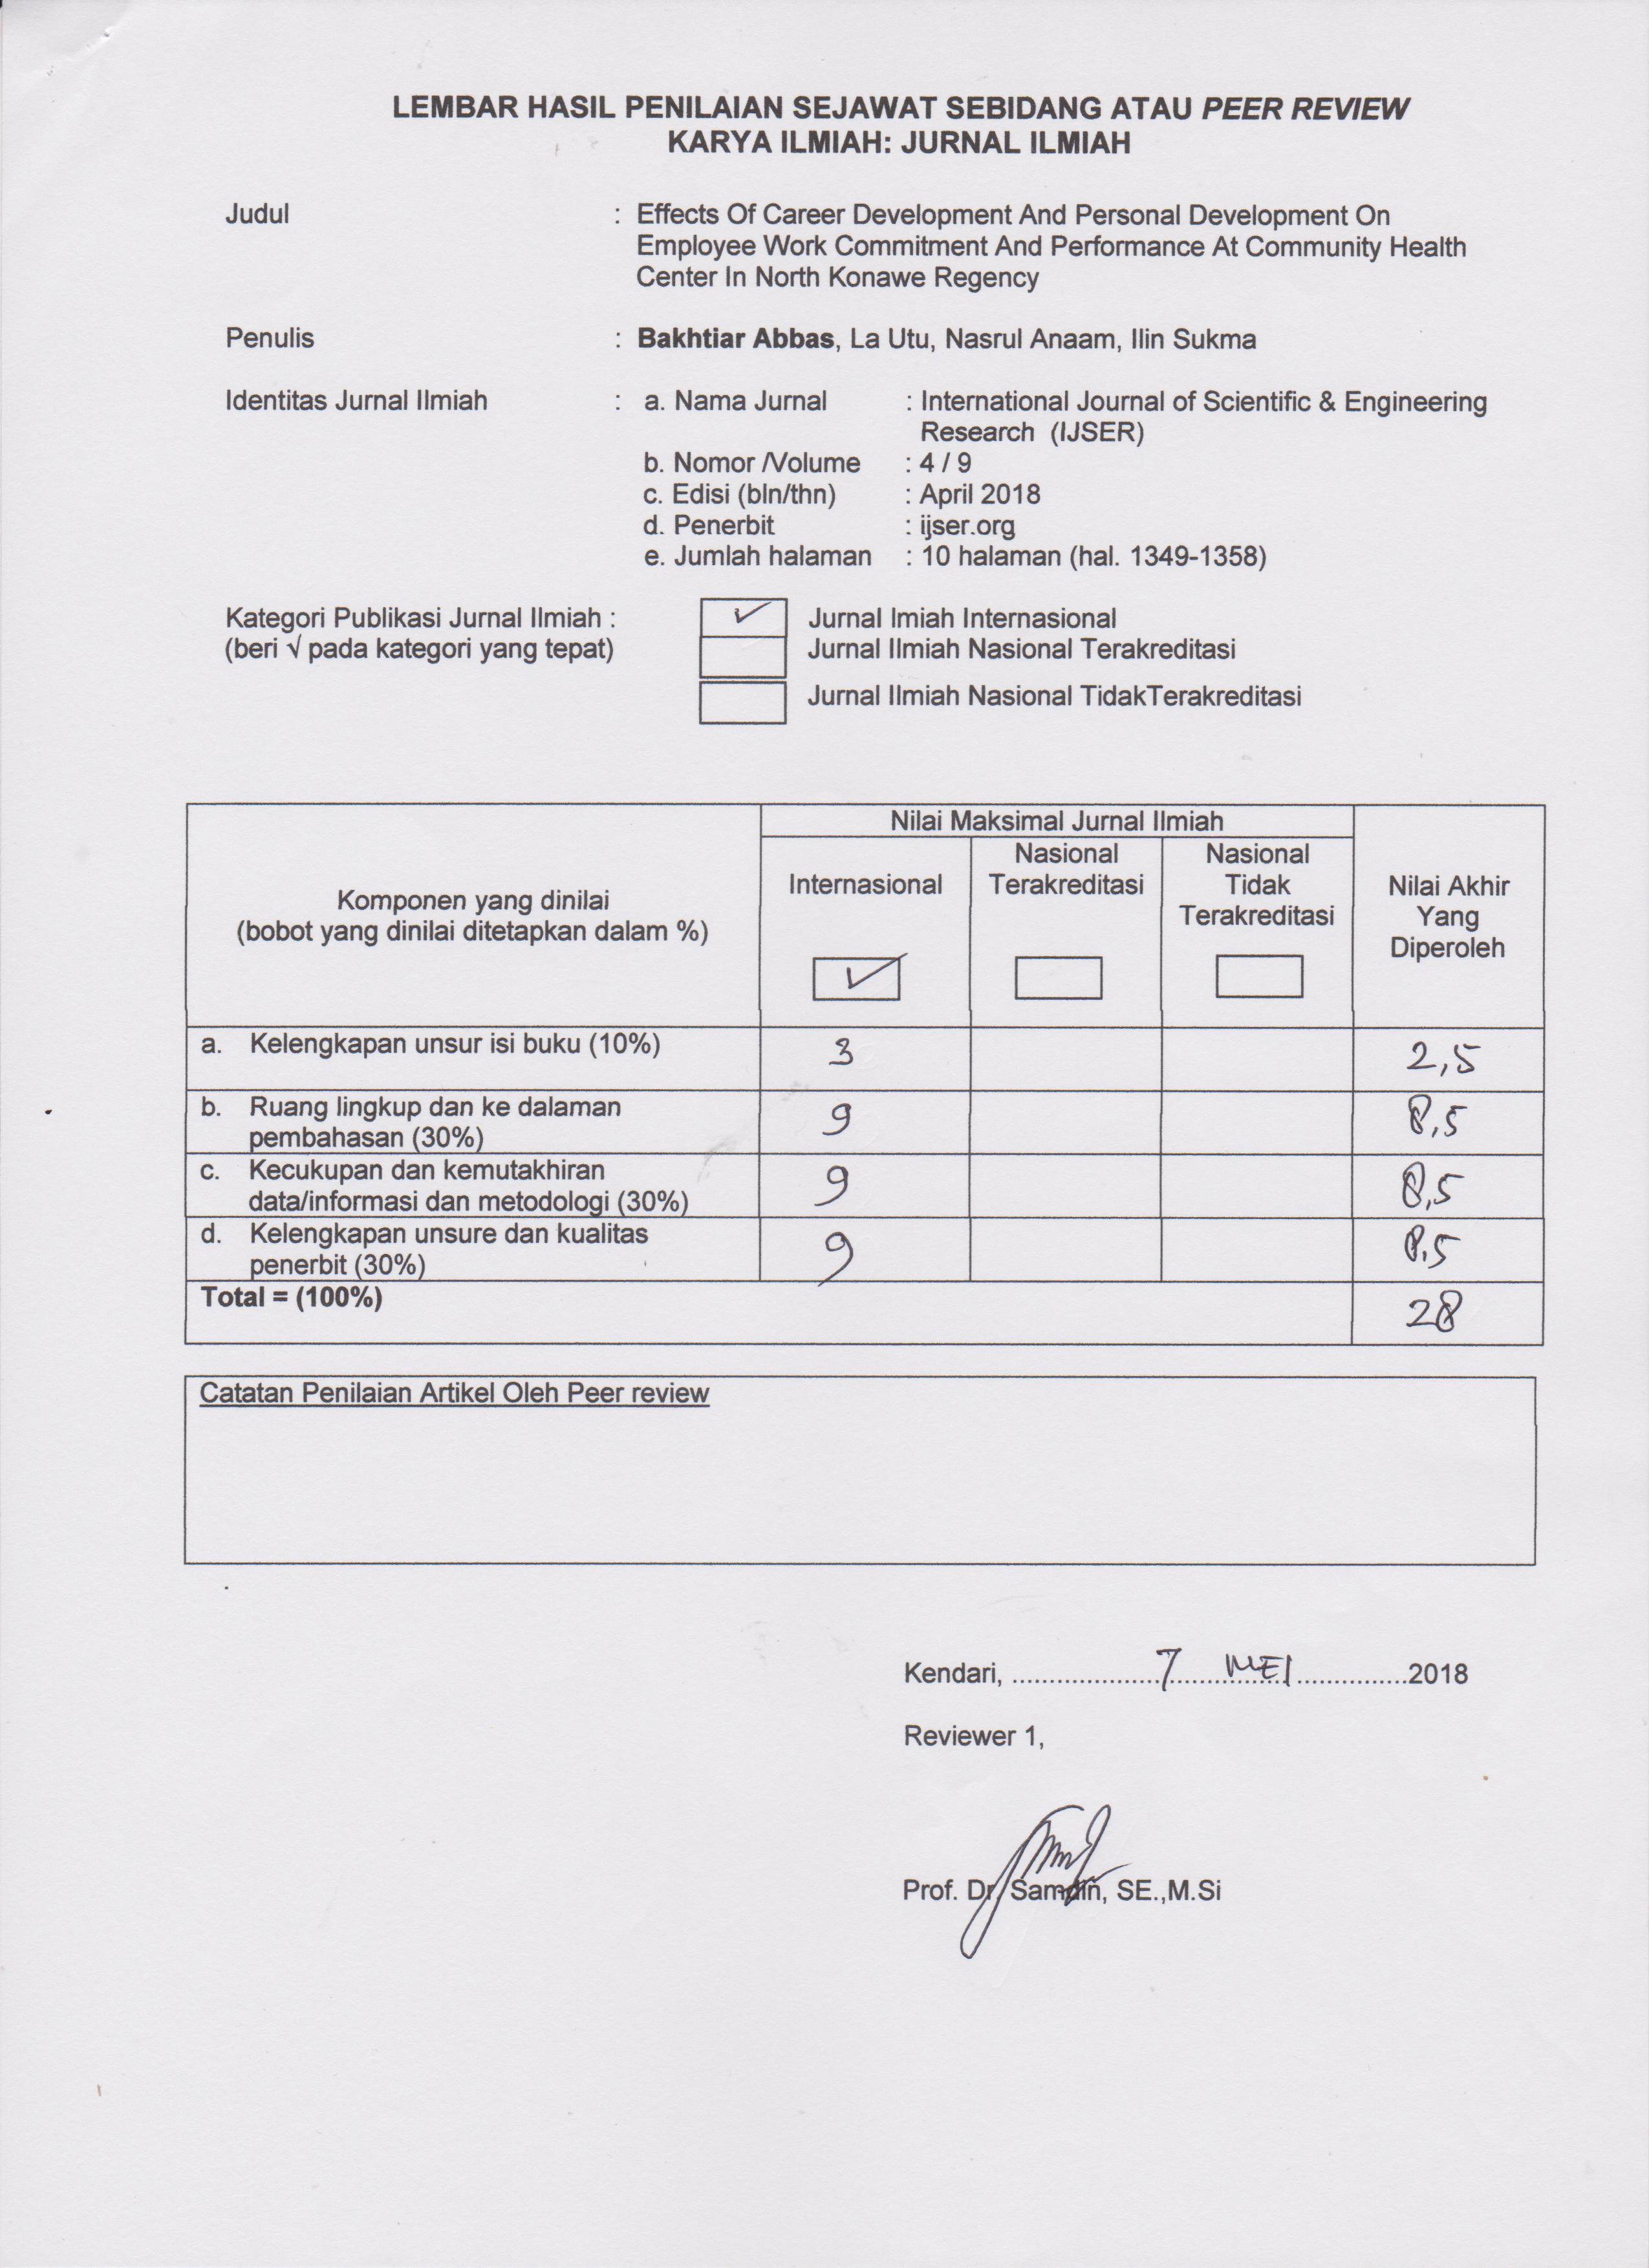 LEMBAR HASIL PENILAIAN SEJAWAT SEBIDANG ATAU PEER REVIEW
KARYA ILMIAH: JURNAL ILMIAH
Judul : Effects Of Career Development And Personal Development On
Employee Work Commitment And Performance At Community Health
Center In North Konawe Regency
Penulis : Bakhtiar Abbas, La Utu, Nasrul Anaam, Ilin Sukma
Identitas Jurnal Ilmiah : a. Nama Jurnal : International Journal of Scientific & Engineering
Research (IJSER)
b. Nomor /Volume : 4 / 9
c. Edisi (bln/thn) : April 2018
d. Penerbit : ijser.org
e. Jumlah halaman : 10 halaman (hal. 1349-1358)
Kategori Publikasi Jurnal Ilmiah : ✓ Jurnal Imiah Internasional
(beri √ pada kategori yang tepat) Jurnal Ilmiah Nasional Terakreditasi
Jurnal Ilmiah Nasional TidakTerakreditasi
Komponen yang dinilai
(bobot yang dinilai ditetapkan dalam %)
Nilai Maksimal Jurnal Ilmiah
Internasional
✓
Nasional
Terakreditasi
Nasional
Tidak
Terakreditasi
Nilai Akhir
Yang
Diperoleh
a. Kelengkapan unsur isi buku (10%) 3 2,5
b. Ruang lingkup dan ke dalaman
pembahasan (30%) 9 8,5
c. Kecukupan dan kemutakhiran
data/informasi dan metodologi (30%) 9 8,5
d. Kelengkapan unsure dan kualitas
penerbit (30%) 9 8.5
Total = (100%) 28
Catatan Penilaian Artikel Oleh Peer review
Kendari, ....................7..............MEI...............2018
Reviewer 1,
Prof. Dr. Samdin, SE.,M.Si